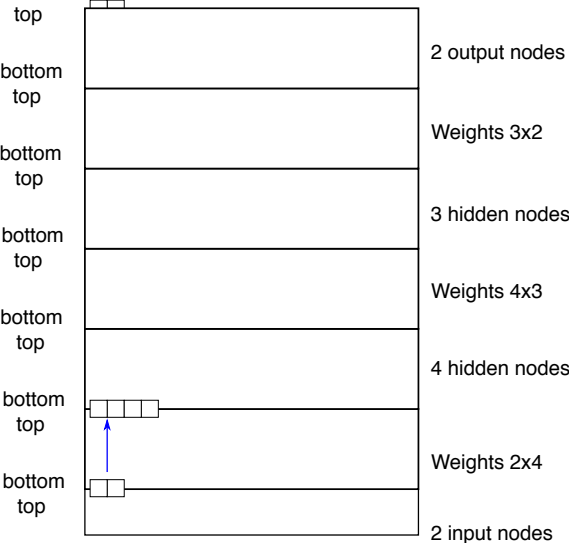 top
2 output nodes
bottom
top
Weights 3x2
bottom
top
3 hidden nodes
bottom
top
Weights 4x3
bottom
top
4 hidden nodes
bottom
top
Weights 2x4
bottom
top
2 input nodes